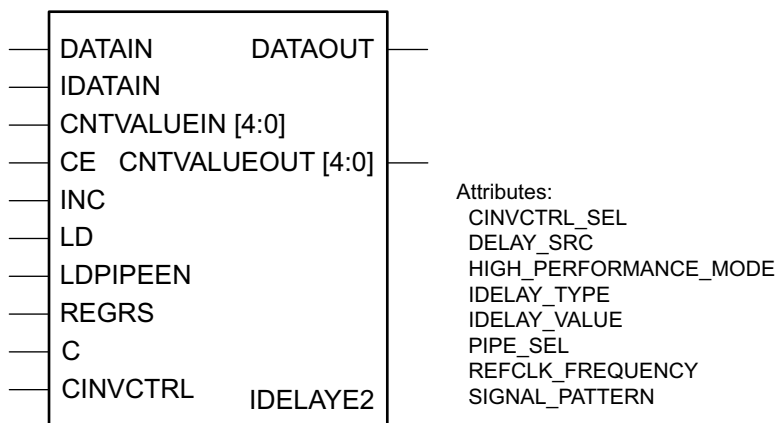 DATAIN DATAOUT
IDATAIN
CNTVALUEIN [4:0]
CE CNTVALUEOUT [4:0]
INC
LD
LDPIPEEN
REGRS
C
CINVCTRL IDELAYE2
Attributes:
CINVCTRL_SEL
DELAY_SRC
HIGH_PERFORMANCE_MODE
IDELAY_TYPE
IDELAY_VALUE
PIPE_SEL
REFCLK_FREQUENCY
SIGNAL_PATTERN